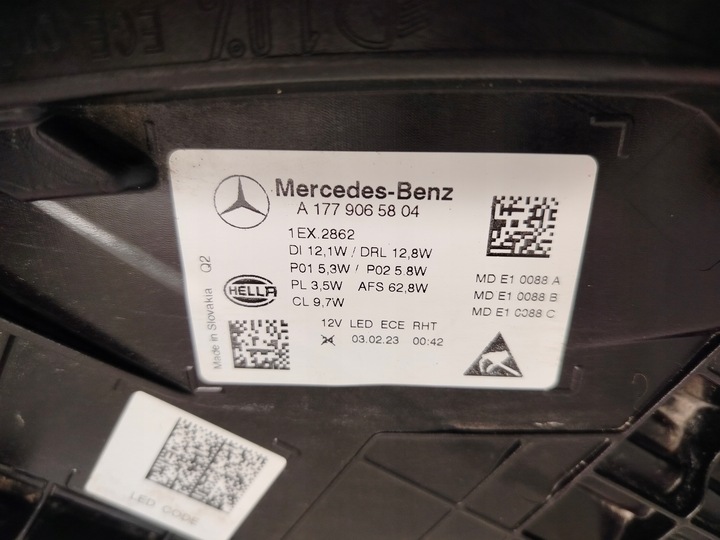 Mercedes-Benz
A 177 906 58 04
1EX.2862
DI 12,1W / DRL 12,8W
P01 5,3W / P02 5.8W
PL 3,5W AFS 62,8W
CL 9,7W
12V LED ECE RHT
03.02.23 00:42
MD E1 0088 A
MD E1 0088 B
MD E1 0088 C
HELLA
Made in Slovakia Q2
LED CODE